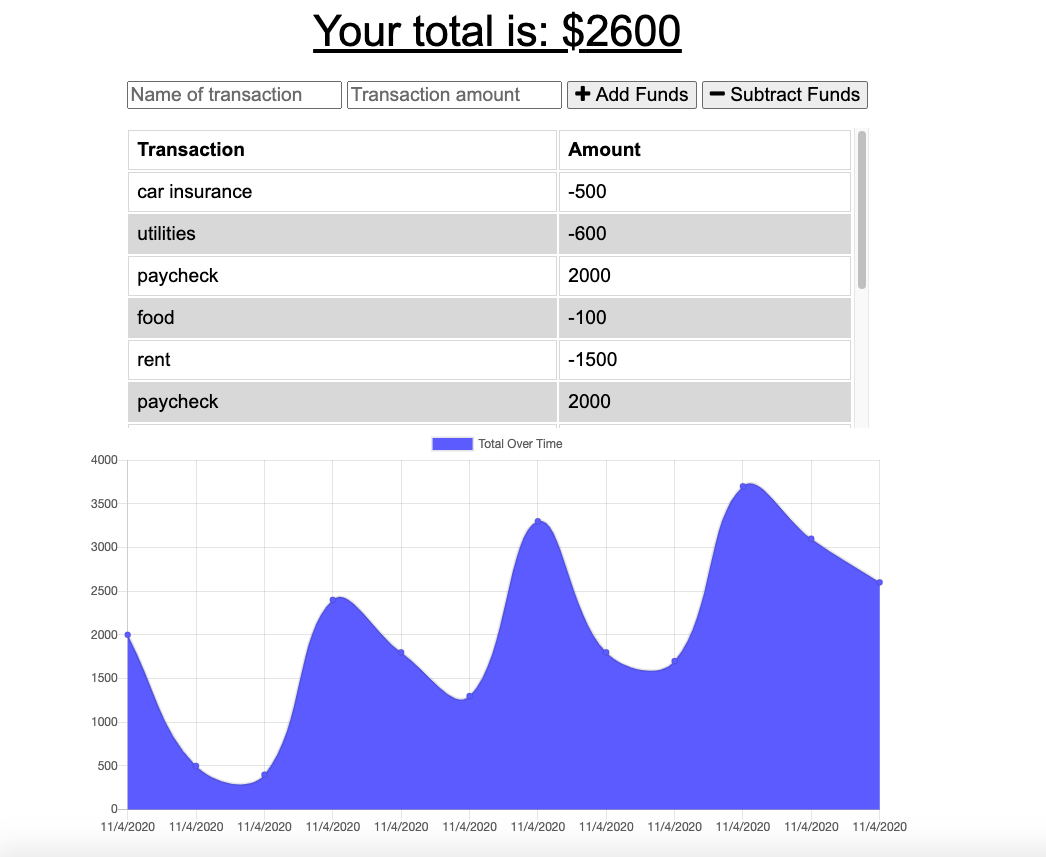 Your total is: $2600
Name of transaction Transaction amount Add Funds Subtract Funds
Transaction Amount
car insurance -500
utilities -600
paycheck 2000
food -100
rent -1500
paycheck 2000
Total Over Time
4000
3500
3000
2500
2000
1500
1000
500
0
11/4/2020 11/4/2020 11/4/2020 11/4/2020 11/4/2020 11/4/2020 11/4/2020 11/4/2020 11/4/2020 11/4/2020 11/4/2020 11/4/2020